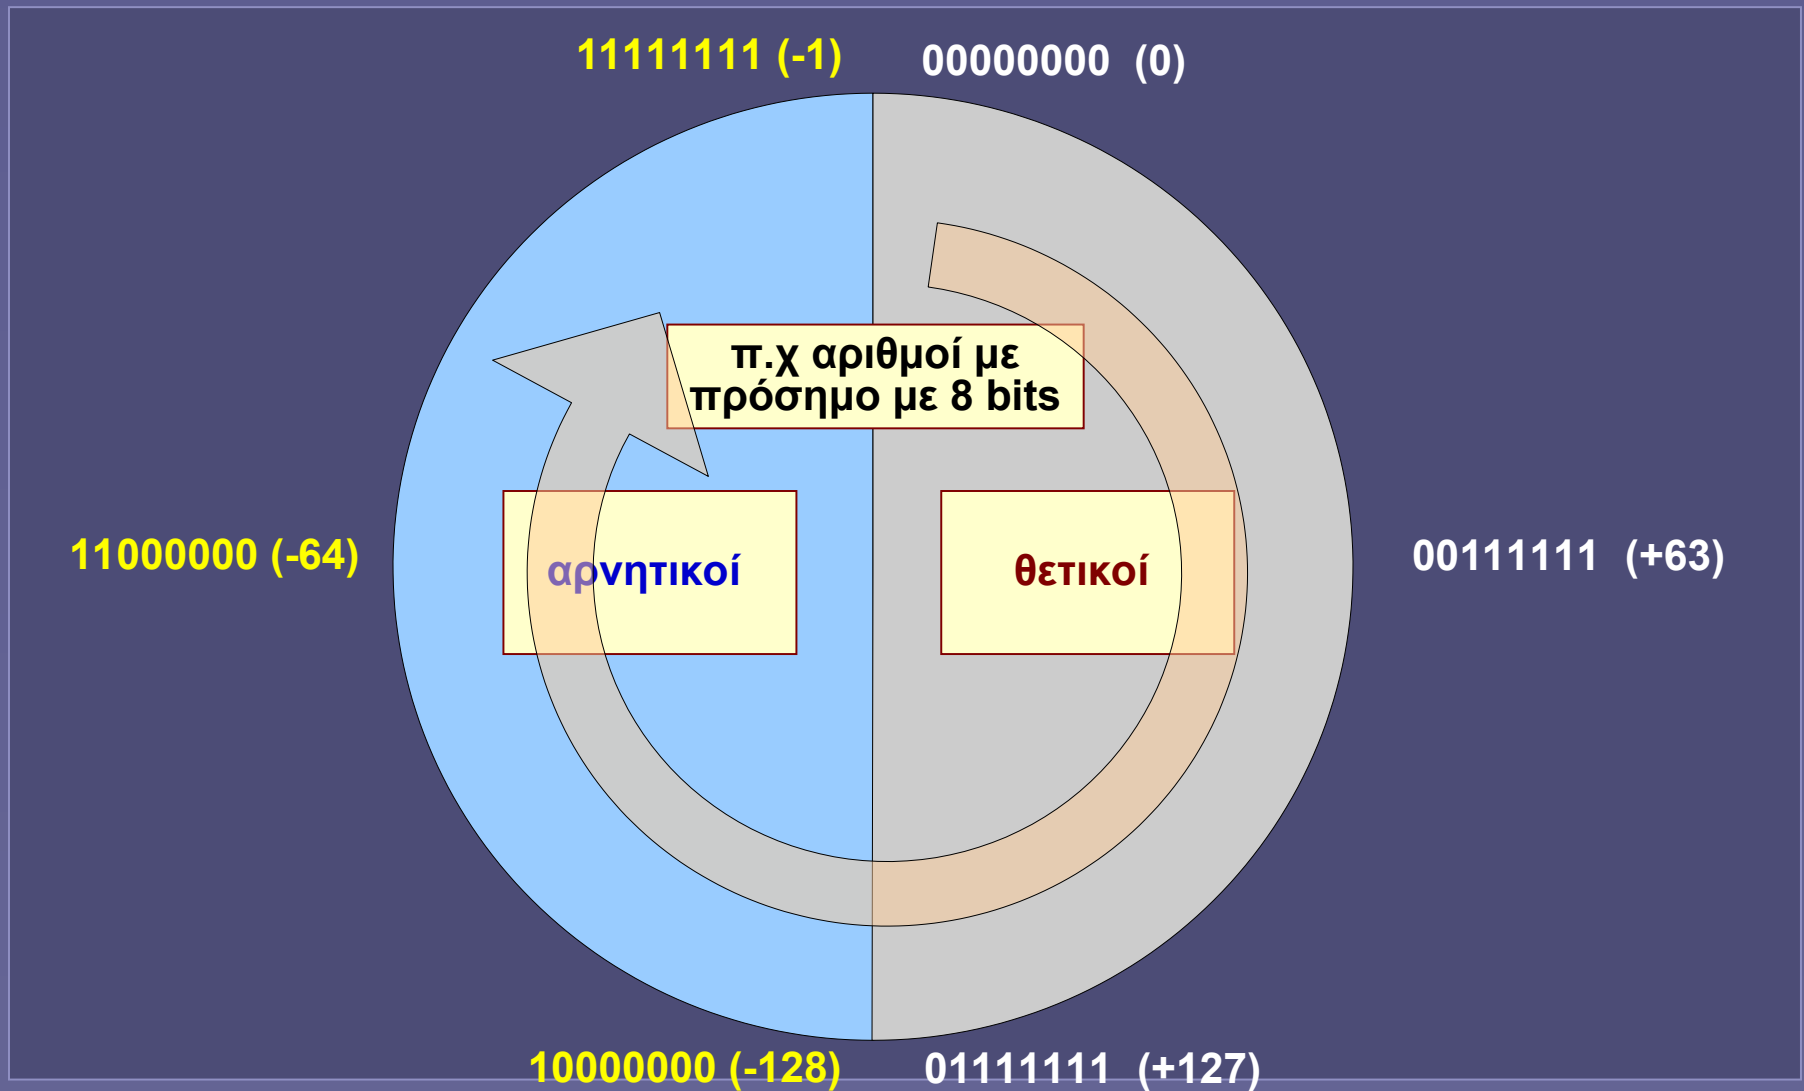 11111111 (-1)
00000000 (0)
π.χ αριθμοί με
πρόσημο με 8 bits
11000000 (-64)
αρνητικοί
θετικοί
00111111 (+63)
10000000 (-128)
01111111 (+127)